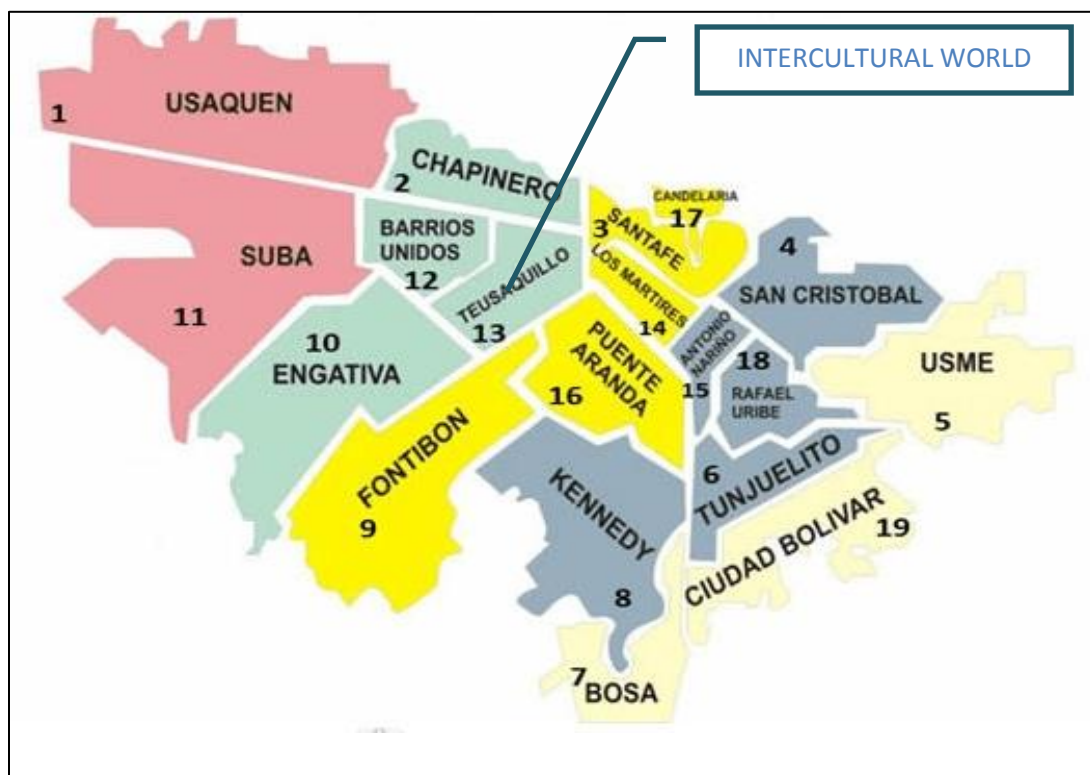 INTERCULTURAL WORLD
USAQUEN
1
CHAPINERO
2
CANDELARIA
17
3
SANTAFE
4
BARRIOS
UNIDOS
12
SUBA
11
TEUSAQUILLO
13
LOS MARTIRES
14
SAN CRISTOBAL
10
ENGATIVA
PUENTE
ARANDA
16
ANTONIO
NARIÑO
15
18
RAFAEL
URIBE
USME
5
FONTIBON
9
KENNEDY
8
6
TUNJUELITO
CIUDAD BOLIVAR
19
7
BOSA